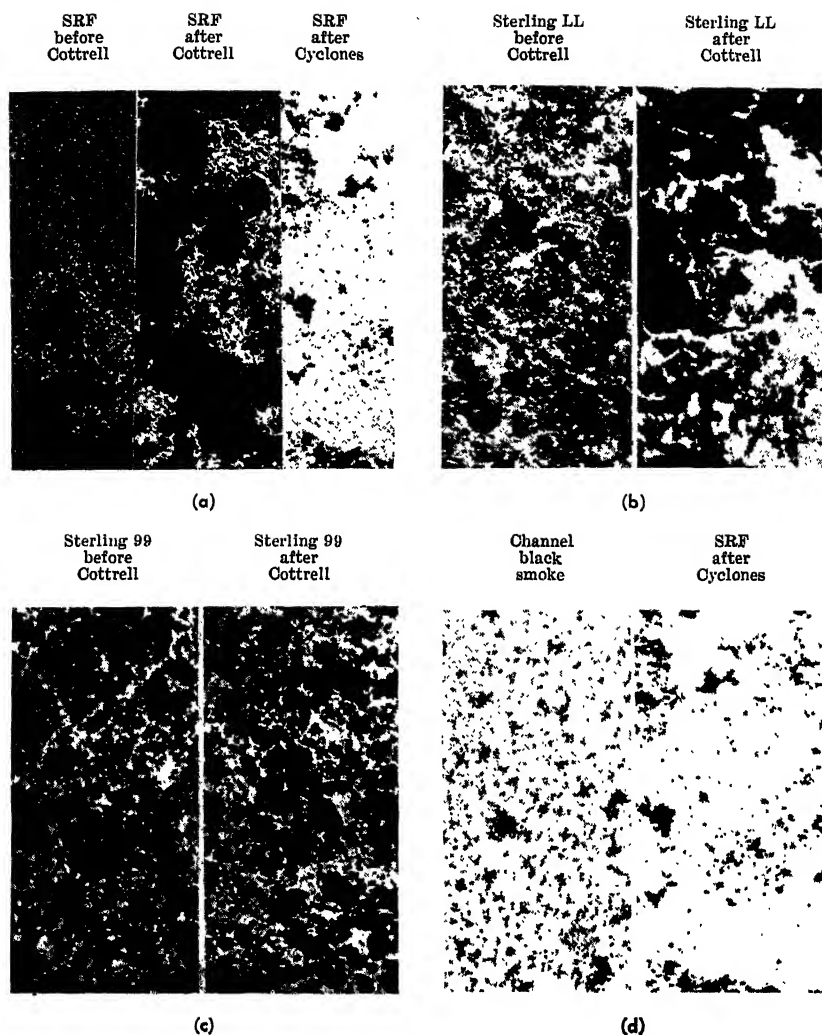 SRF
before
Cottrell
SRF
after
Cottrell
SRF
after
Cyclones
Sterling LL
before
Cottrell
Sterling LL
after
Cottrell
(a)
(b)
Sterling 99
before
Cottrell
Sterling 99
after
Cottrell
Channel
black
smoke
SRF
after
Cyclones
(c)
(d)